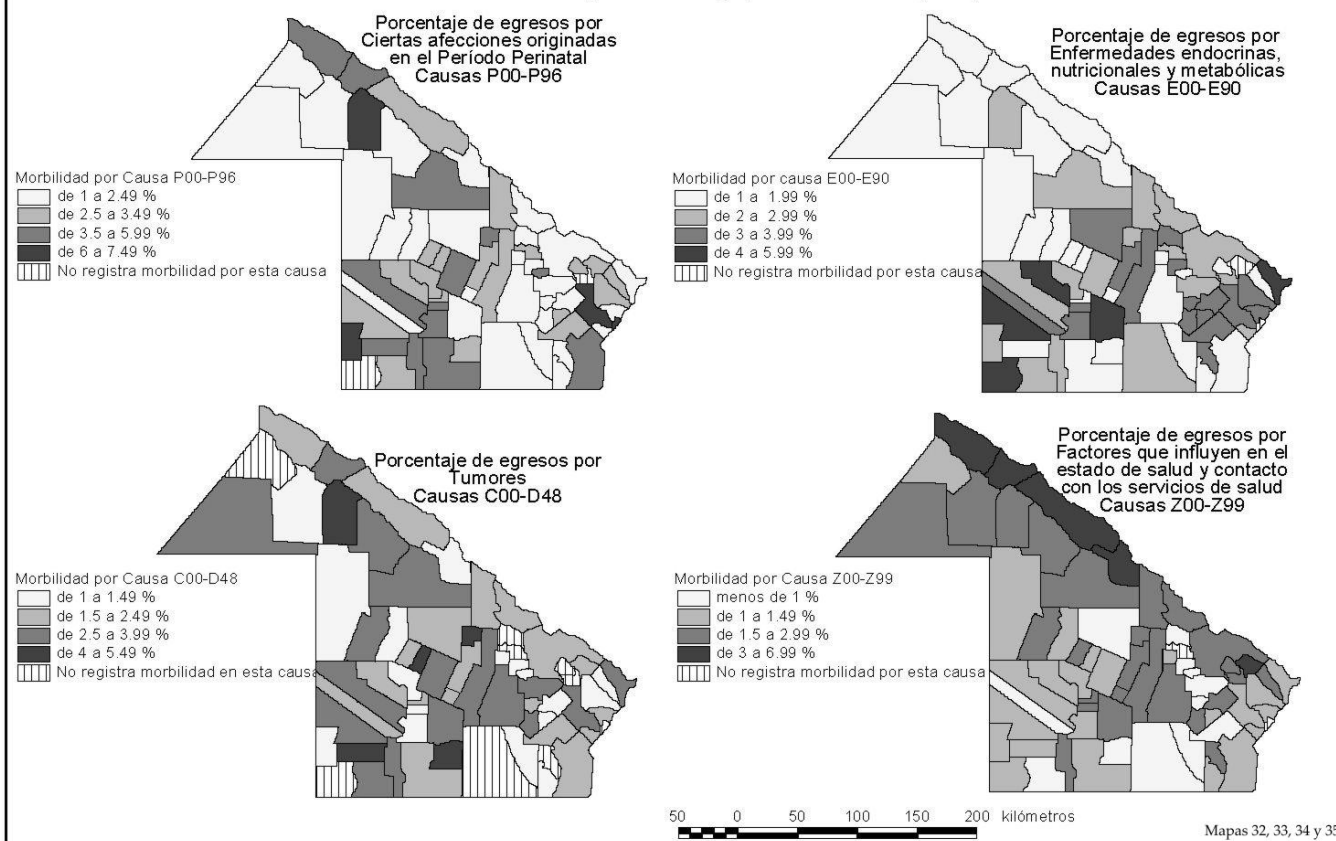 Porcentaje de egresos por
Ciertas afecciones originadas
en el Período Perinatal
Causas P00-P96
Morbilidad por Causa P00-P96
de 1 a 2.49 %
de 2.5 a 3.49 %
de 3.5 a 5.99 %
de 6 a 7.49 %
No registra morbilidad por esta causa
Porcentaje de egresos por
Enfermedades endocrinas,
nutricionales y metabólicas
Causas E00-E90
Morbilidad por causa E00-E90
de 1 a 1.99 %
de 2 a 2.99 %
de 3 a 3.99 %
de 4 a 5.99 %
No registra morbilidad por esta causa
Porcentaje de egresos por
Tumores
Causas C00-D48
Morbilidad por Causa C00-D48
de 1 a 1.49 %
de 1.5 a 2.49 %
de 2.5 a 3.99 %
de 4 a 5.49 %
No registra morbilidad en esta causa
Porcentaje de egresos por
Factores que influyen en el
estado de salud y contacto
con los servicios de salud
Causas Z00-Z99
Morbilidad por Causa Z00-Z99
menos de 1 %
de 1 a 1.49 %
de 1.5 a 2.99 %
de 3 a 6.99 %
No registra morbilidad por esta causa
50 0 50 100 150 200 kilómetros
Mapas 32, 33, 34 y 35